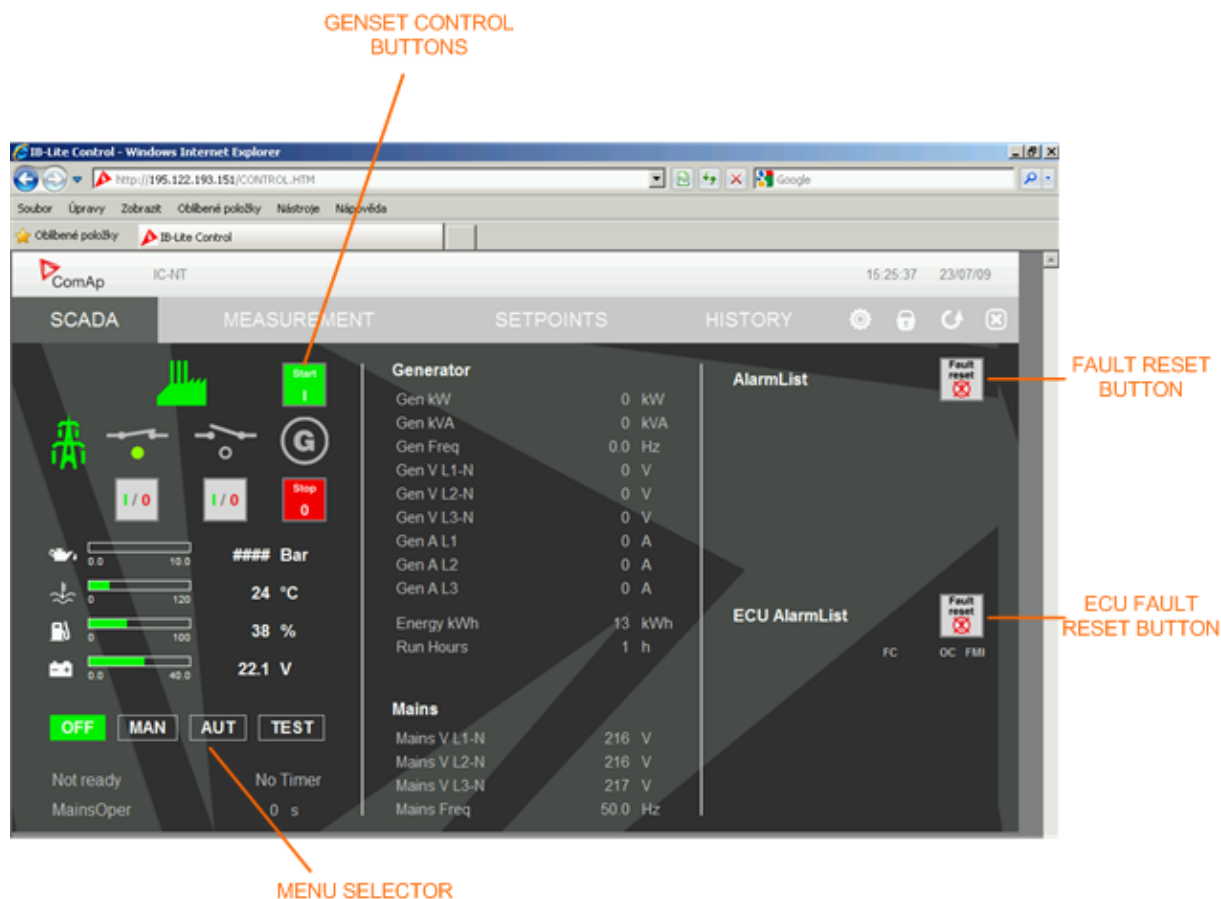 GENSET CONTROL
BUTTONS
IB-Lite Control - Windows Internet Explorer
http://195.122.193.151/CONTROL.HTM
Google
Soubor Úpravy Zobrazit Oblíbené položky Nástroje Nápověda
Oblíbené položky IB-Lite Control
ComAp IC-NT 15:25:37 23/07/09
SCADA MEASUREMENT SETPOINTS HISTORY
Start
I
G
I / 0 I / 0
Stop
0
0.0 10.0 #### Bar
0 120 24 °C
0 100 38 %
0.0 40.0 22.1 V
OFF MAN AUT TEST
Not ready No Timer
MainsOper 0 s
Generator
Gen kW 0 kW
Gen kVA 0 kVA
Gen Freq 0.0 Hz
Gen V L1-N 0 V
Gen V L2-N 0 V
Gen V L3-N 0 V
Gen A L1 0 A
Gen A L2 0 A
Gen A L3 0 A
Energy kWh 13 kWh
Run Hours 1 h
Mains
Mains V L1-N 216 V
Mains V L2-N 216 V
Mains V L3-N 217 V
Mains Freq 50.0 Hz
AlarmList
Fault
reset
FAULT RESET
BUTTON
ECU AlarmList
Fault
reset
FC OC FMI
ECU FAULT
RESET BUTTON
MENU SELECTOR